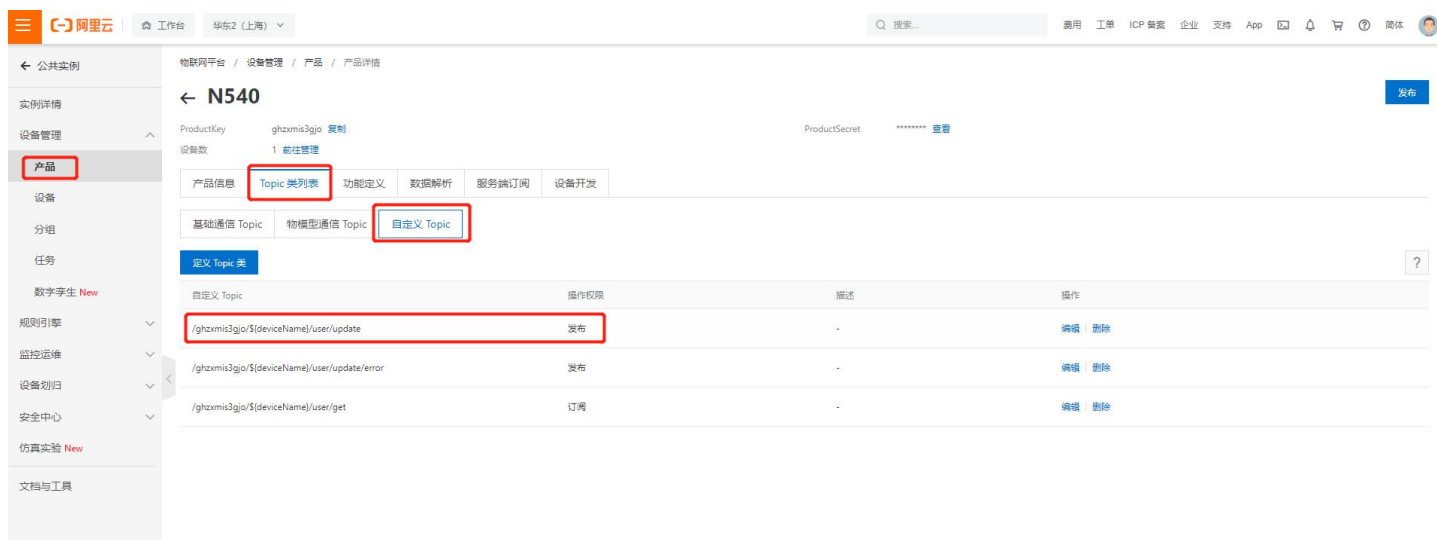 阿里云 工作台 华东2（上海） 搜索... 费用 工单 ICP 备案 企业 支持 App 简体
公共实例
物联网平台 / 设备管理 / 产品 / 产品详情
实例详情
N540
发布
设备管理
ProductKey ghzxmis3gjo 复制 ProductSecret ******** 查看
设备数 1 前往管理
产品
产品信息 Topic 类列表 功能定义 数据解析 服务端订阅 设备开发
设备
分组
基础通信 Topic 物模型通信 Topic 自定义 Topic
任务
定义 Topic 类 ?
数字孪生 New
自定义 Topic 操作权限 描述 操作
规则引擎
/ghzxmis3gjo/${deviceName}/user/update 发布 - 编辑 删除
监控运维
/ghzxmis3gjo/${deviceName}/user/update/error 发布 - 编辑 删除
设备划归
安全中心
/ghzxmis3gjo/${deviceName}/user/get 订阅 - 编辑 删除
仿真实验 New
文档与工具